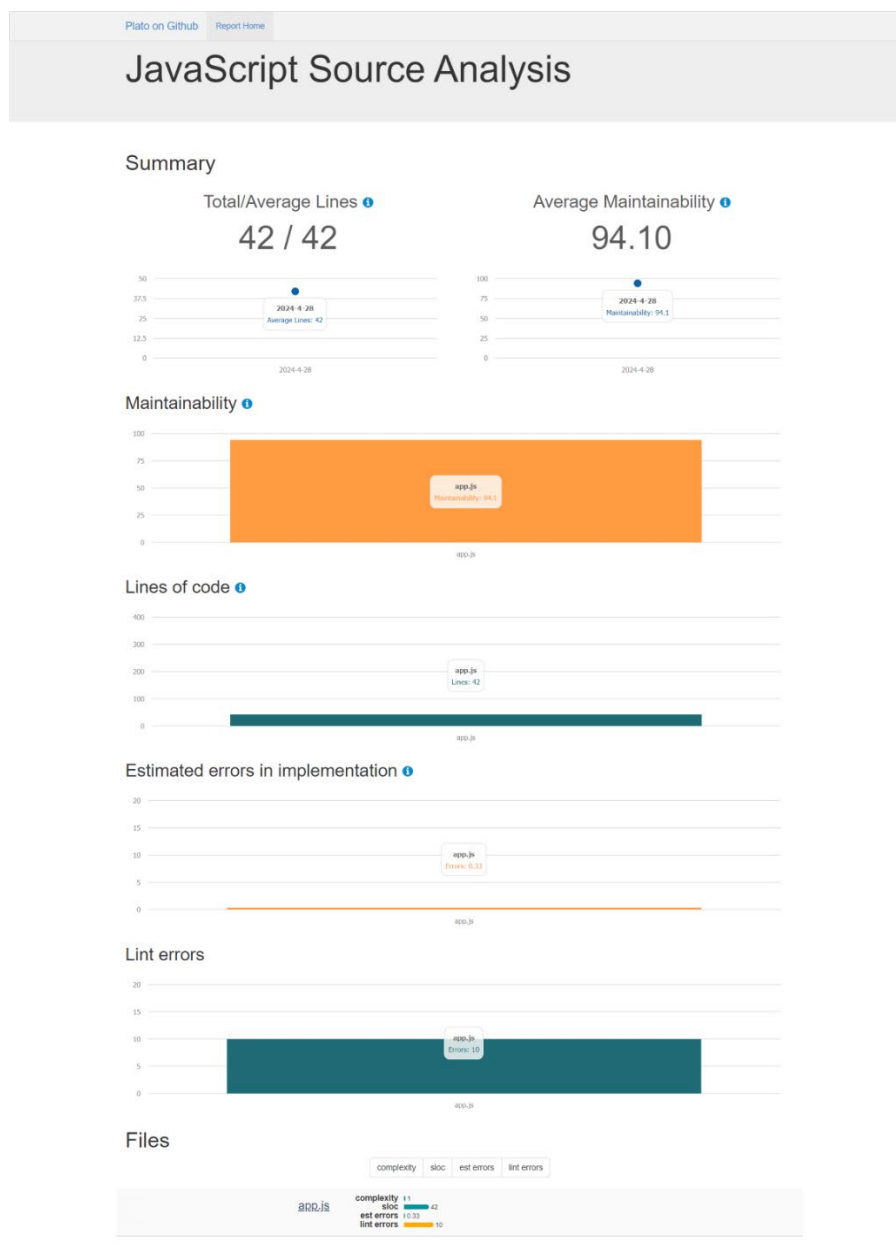 Plato on Github Report Home
JavaScript Source Analysis
Summary
Total/Average Lines
42 / 42
50
37.5
25
12.5
0
2024-4-28
Average Lines: 42
2024-4-28
Average Maintainability
94.10
100
75
50
25
0
2024-4-28
Maintainability: 94.1
2024-4-28
Maintainability
100
75
50
25
0
app.js
Maintainability: 94.1
app.js
Lines of code
400
300
200
100
0
app.js
Lines: 42
app.js
Estimated errors in implementation
20
15
10
5
0
app.js
Errors: 0.33
app.js
Lint errors
20
15
10
5
0
app.js
Errors: 10
app.js
Files
complexity sloc est errors lint errors
app.js
complexity 1
sloc 42
est errors 0.33
lint errors 10